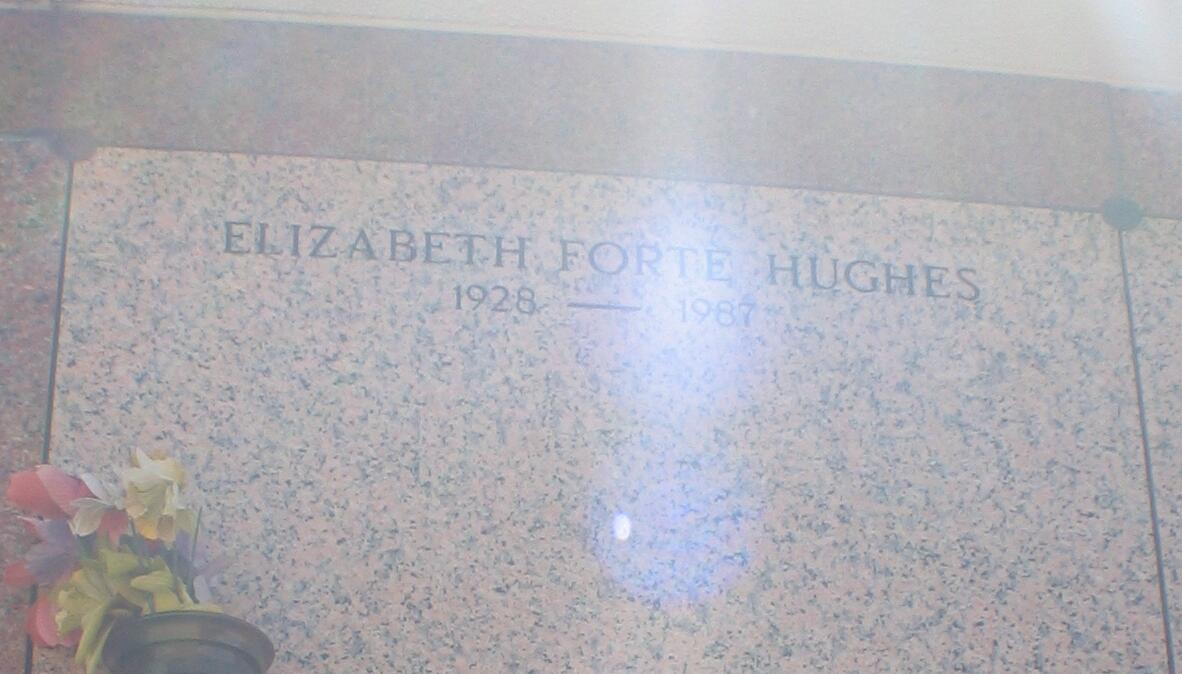 ELIZABETH FORTE HUGHES
1928 — 1987